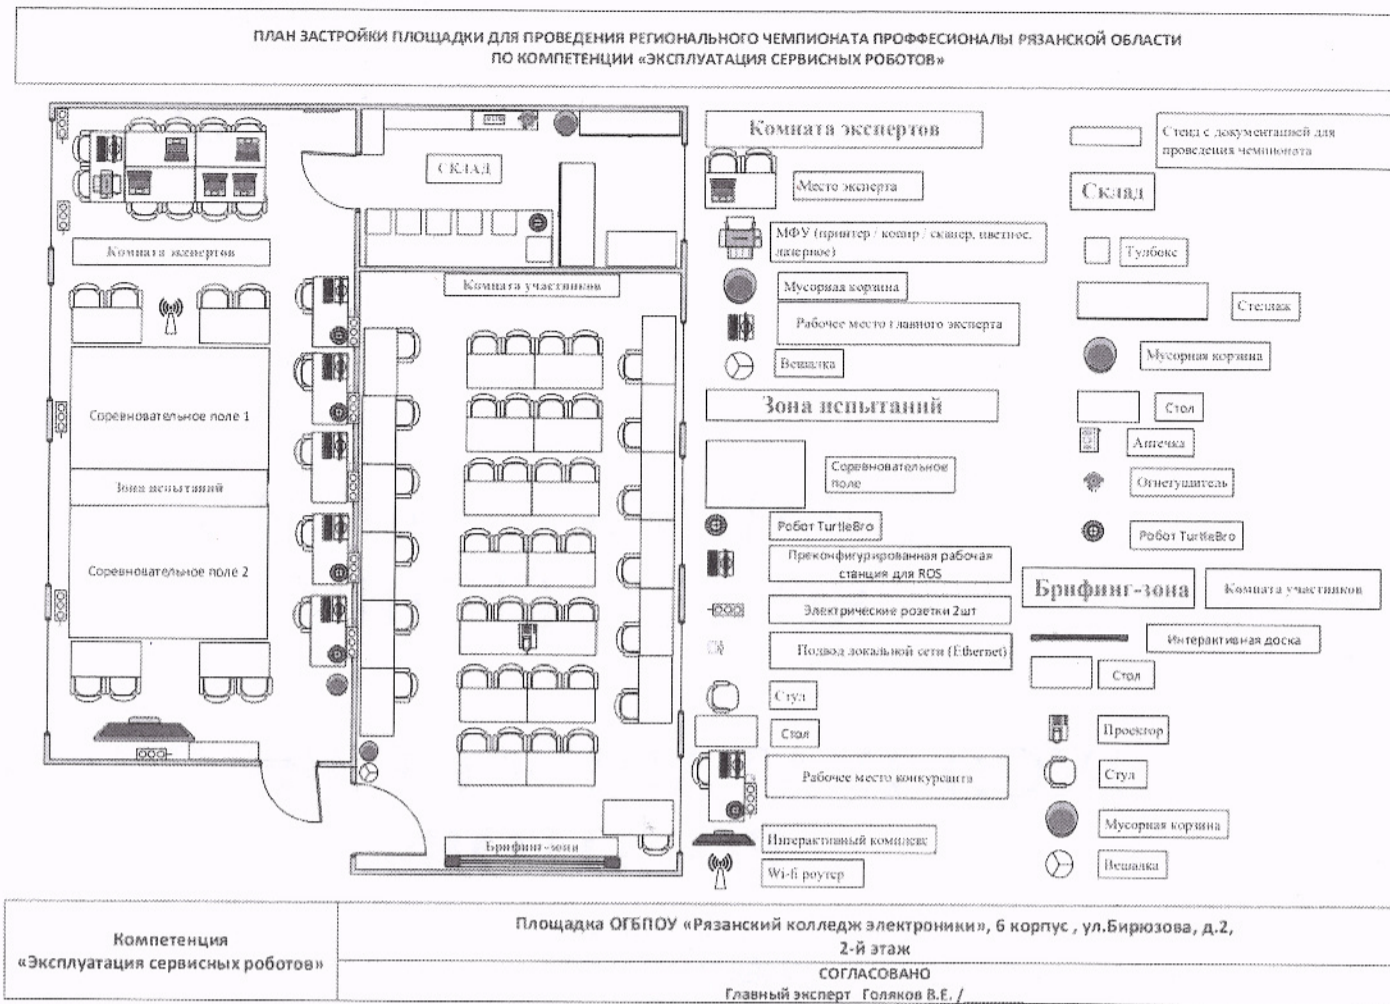 ПЛАН ЗАСТРОЙКИ ПЛОЩАДКИ ДЛЯ ПРОВЕДЕНИЯ РЕГИОНАЛЬНОГО ЧЕМПИОНАТА ПРОФФЕСИОНАЛЫ РЯЗАНСКОЙ ОБЛАСТИ
ПО КОМПЕТЕНЦИИ «ЭКСПЛУАТАЦИЯ СЕРВИСНЫХ РОБОТОВ»
СКЛАД
Комната экспертов
Комната участников
Соревновательное поле 1
Зона испытаний
Соревновательное поле 2
Брифинг-зона
Комната экспертов
Место эксперта
МФУ (принтер / копир / сканер, цветное,
лазерное)
Мусорная корзина
Рабочее место главного эксперта
Вешалка
Зона испытаний
Соревновательное
поле
Робот TurtleBro
Преконфигурированная рабочая
станция для ROS
Электрические розетки 2шт
Подвод локальной сети (Ethernet)
Стул
Стол
Рабочее место конкурсанта
Интерактивный комплекс
Wi-fi роутер
Стенд с документацией для
проведения чемпионата
Склад
Тулбокс
Стеллаж
Мусорная корзина
Стол
Аптечка
Огнетушитель
Робот TurtleBro
Брифинг-зона
Комната участников
Интерактивная доска
Стол
Проектор
Стул
Мусорная корзина
Вешалка
Компетенция
«Эксплуатация сервисных роботов»
Площадка ОГБПОУ «Рязанский колледж электроники», 6 корпус , ул.Бирюзова, д.2,
2-й этаж
СОГЛАСОВАНО
Главный эксперт Голяков В.Е. /